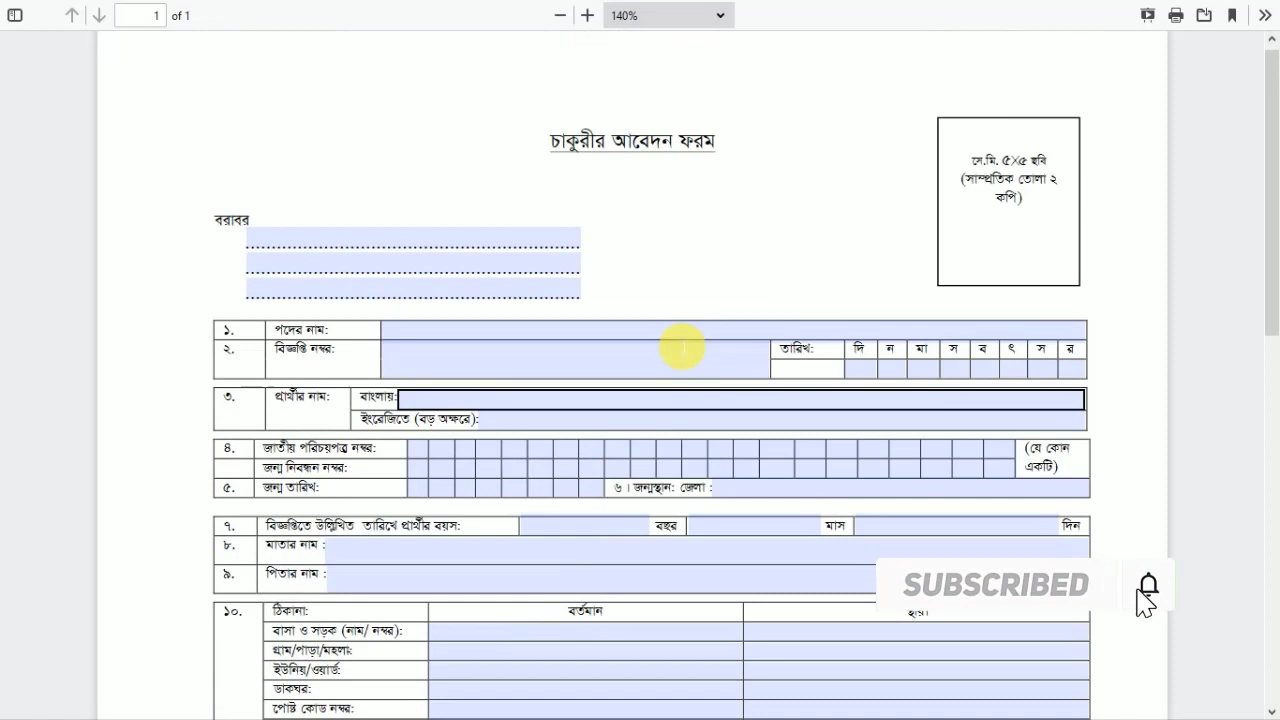 1 of 1
140%
চাকুরীর আবেদন ফরম
সে.মি. ৫X৫ ছবি
(সাম্প্রতিক তোলা ২
কপি)
বরাবর
১. পদের নাম:
২. বিজ্ঞপ্তি নম্বর: তারিখ: দি ন মা স ব ৎ স র
৩. প্রার্থীর নাম: বাংলায়:
ইংরেজিতে (বড় অক্ষরে):
৪. জাতীয় পরিচয়পত্র নম্বর: (যে কোন
জন্ম নিবন্ধন নম্বর: একটি)
৫. জন্ম তারিখ: ৬। জন্মস্থান: জেলা :
৭. বিজ্ঞপ্তিতে উল্লিখিত তারিখে প্রার্থীর বয়স: বছর মাস দিন
৮. মাতার নাম :
৯. পিতার নাম :
SUBSCRIBED
১০. ঠিকানা: বর্তমান
বাসা ও সড়ক (নাম/ নম্বর):
গ্রাম/পাড়া/মহল্লা:
ইউনিয়/ওয়ার্ড:
ডাকঘর:
পোষ্ট কোড নম্বর: